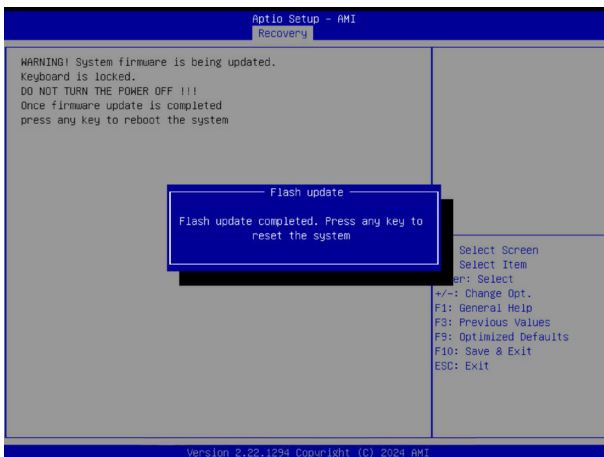 Aptio Setup - AMI
Recovery
WARNING! System firmware is being updated.
Keyboard is locked.
DO NOT TURN THE POWER OFF !!!
Once firmware update is completed
press any key to reboot the system
Flash update
Flash update completed. Press any key to
reset the system
Select Screen
Select Item
er: Select
+/-: Change Opt.
F1: General Help
F3: Previous Values
F9: Optimized Defaults
F10: Save & Exit
ESC: Exit
Version 2.22.1294 Copyright (C) 2024 AMI